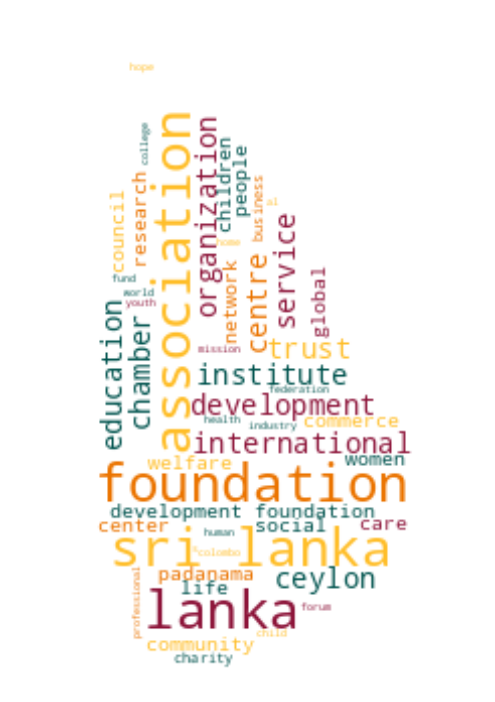 hope
association
organization
college
children
people
research
business
council
al
service
home
centre
network
global
fund
world
youth
education
chamber
trust
mission
institute
federation
development
commerce
health
industry
international
welfare
women
foundation
development foundation
center
social
care
human
sri lanka
colombo
padanama
ceylon
life
professional
lanka
forum
child
community
charity